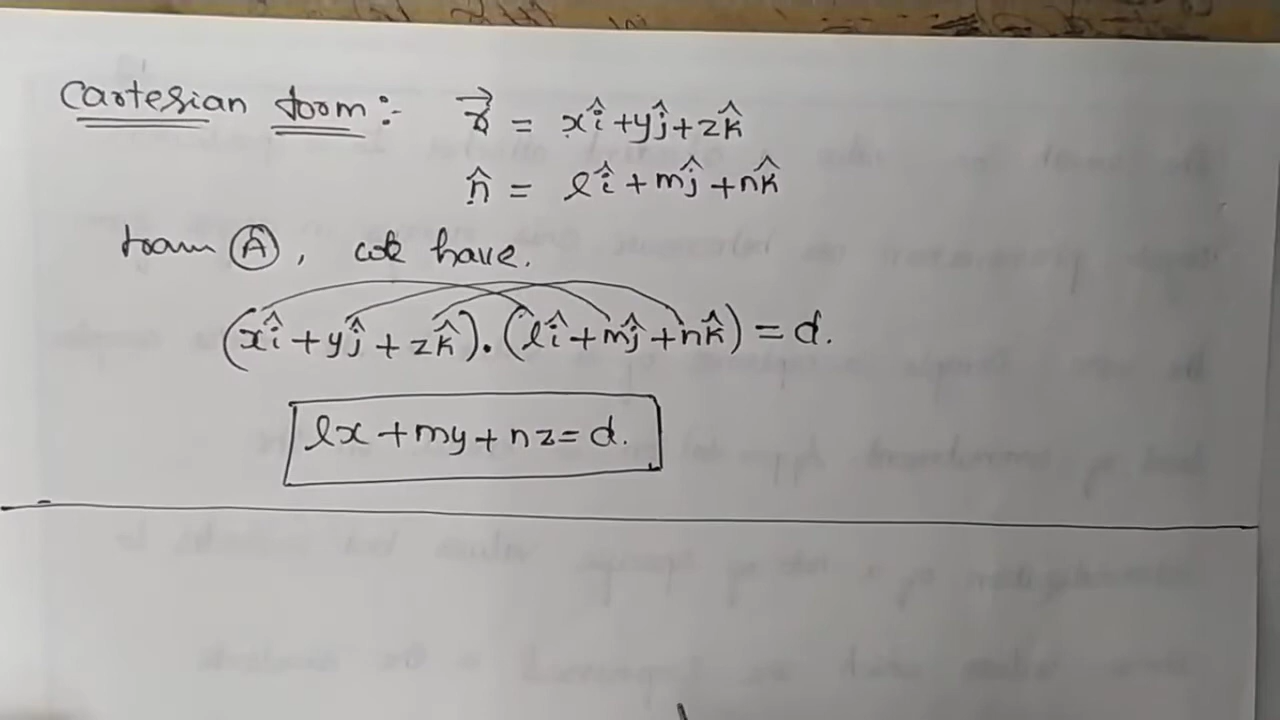 Cartesian form:- r⃗ = xî+yĵ+zk̂
n̂ = lî+mĵ+nk̂
from Ⓐ, we have.
(xî+yĵ+zk̂).(lî+mĵ+nk̂)=d.
lx+my+nz=d.